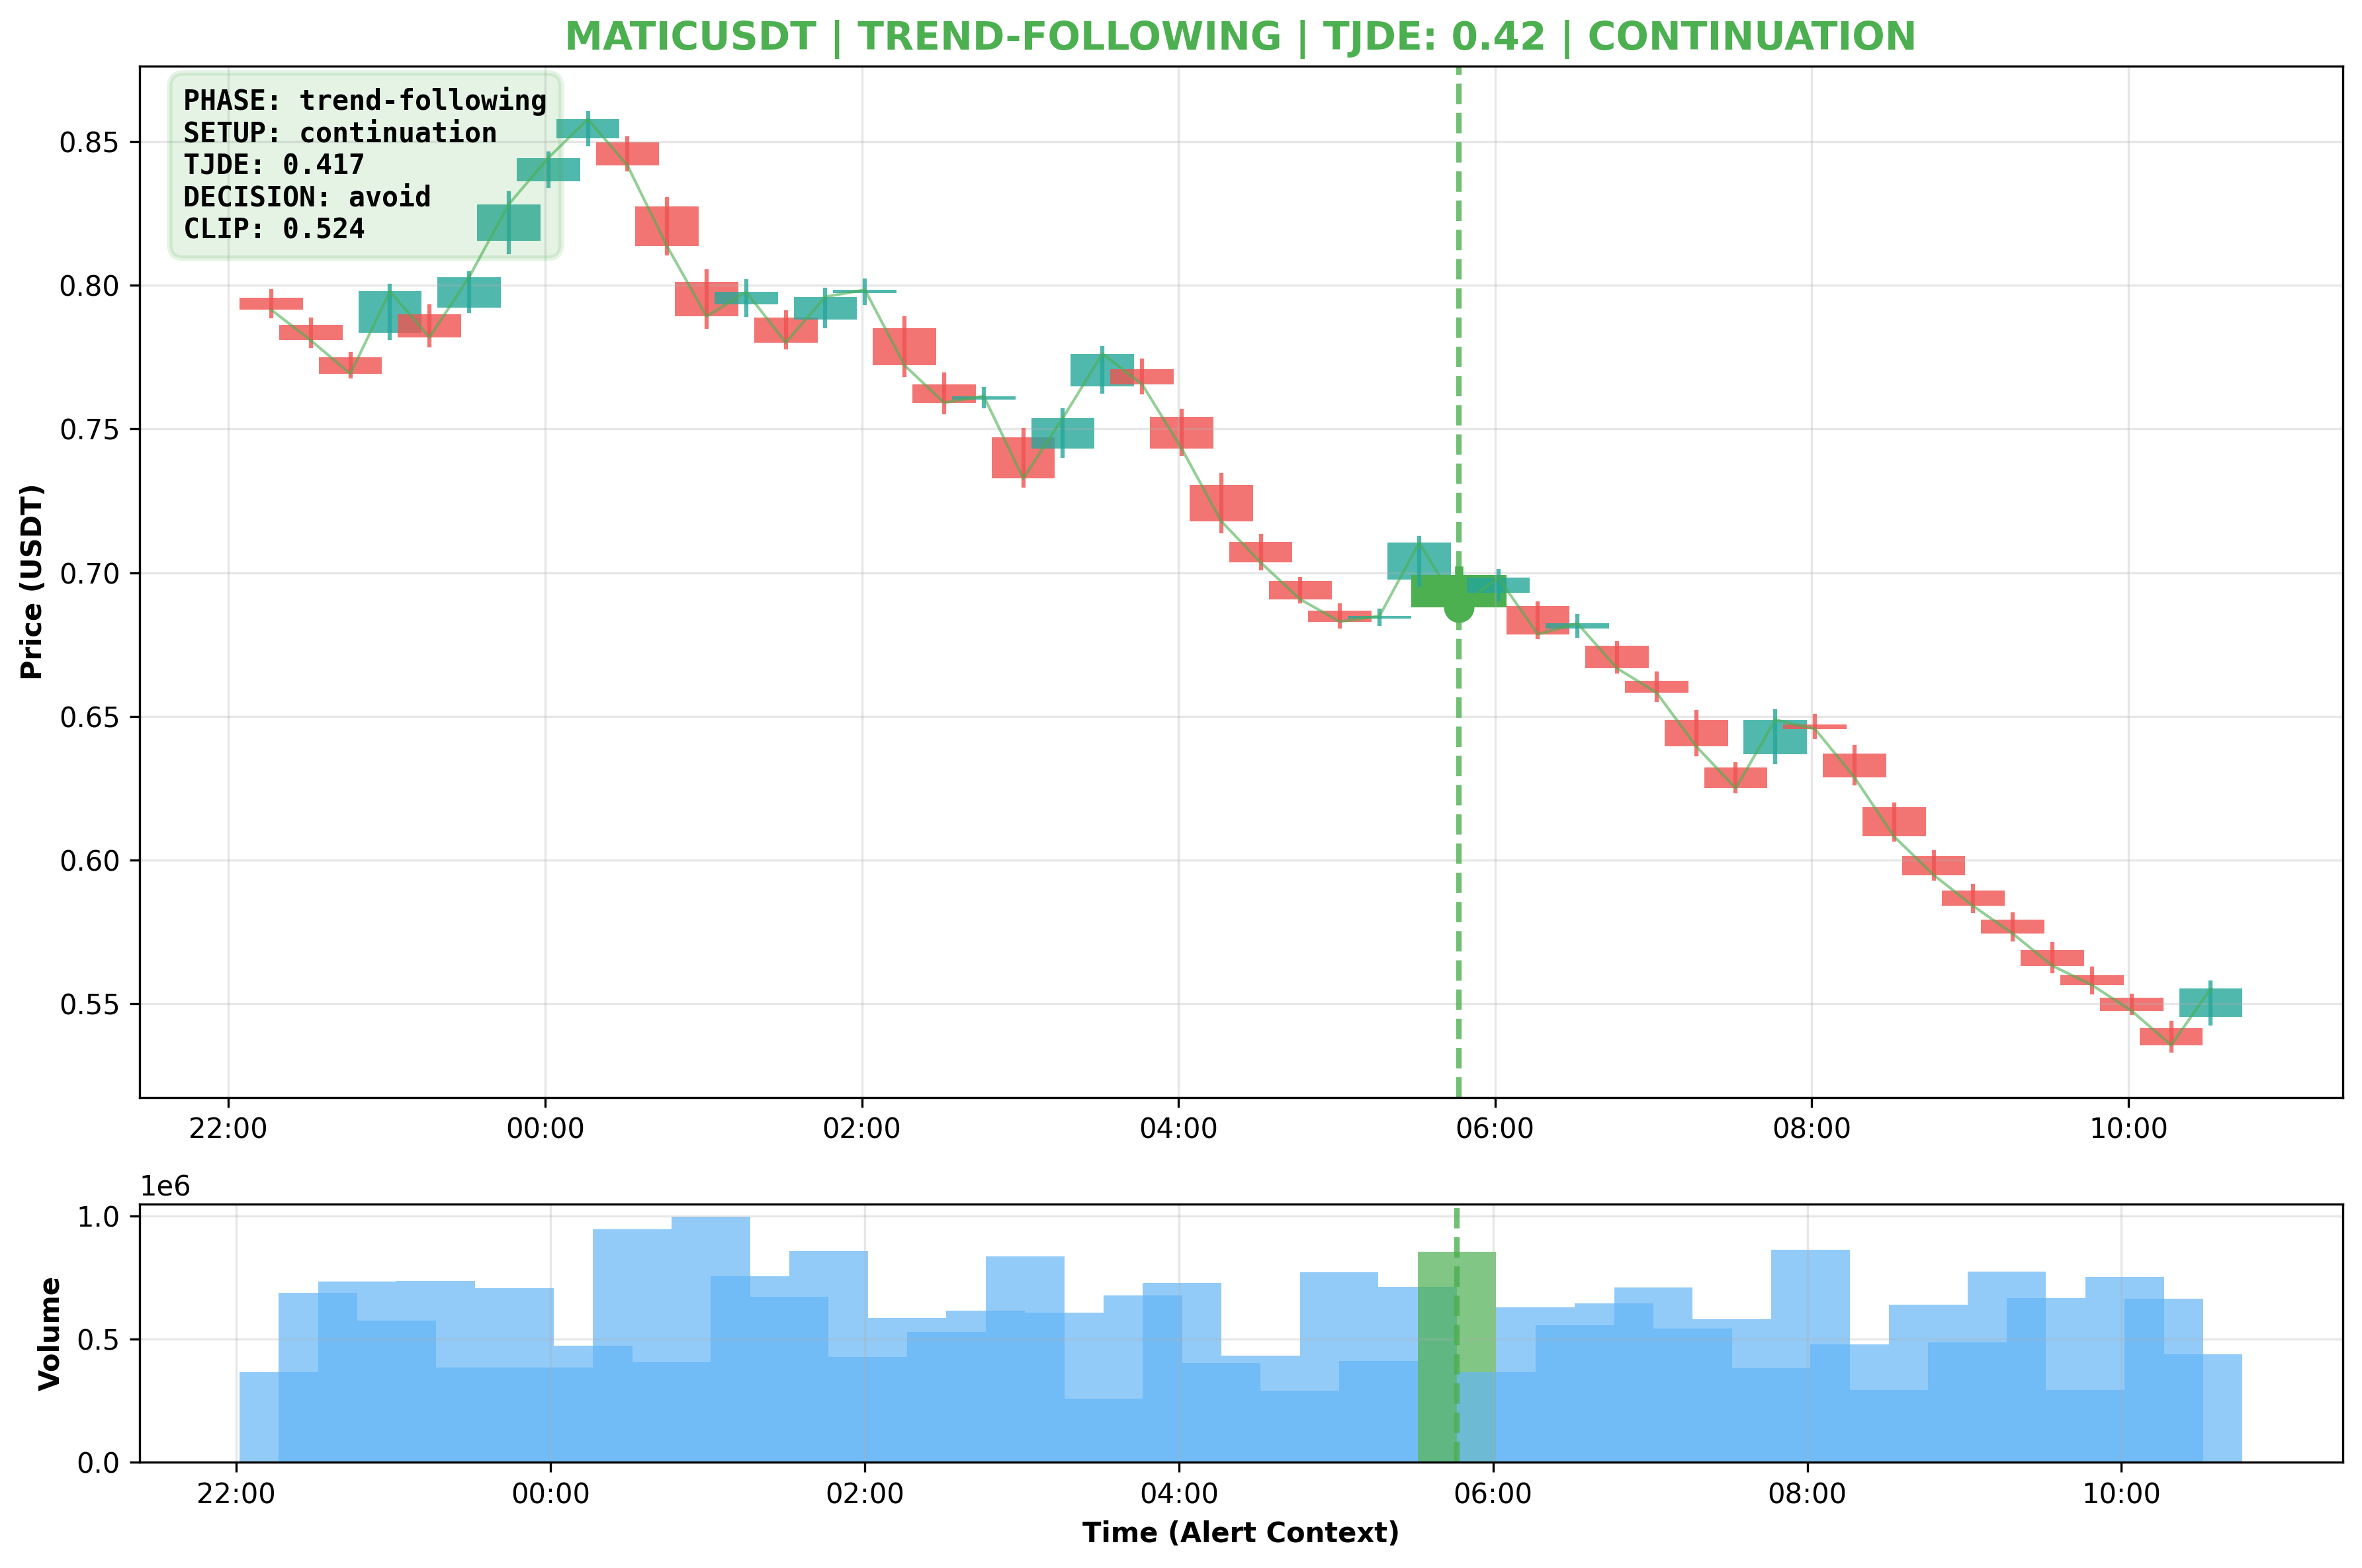 MATICUSDT | TREND-FOLLOWING | TJDE: 0.42 | CONTINUATION
PHASE: trend-following
SETUP: continuation
TJDE: 0.417
DECISION: avoid
CLIP: 0.524
Price (USDT)
0.85
0.80
0.75
0.70
0.65
0.60
0.55
22:00 00:00 02:00 04:00 06:00 08:00 10:00
1e6
Volume
1.0
0.5
0.0
22:00 00:00 02:00 04:00 06:00 08:00 10:00
Time (Alert Context)